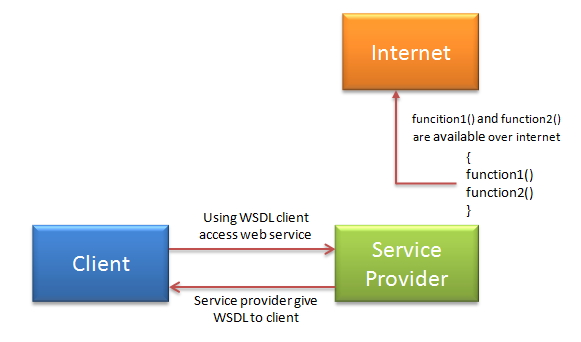 Internet
funcition1() and function2()
are available over internet
{
function1()
function2()
}
Using WSDL client
access web service
Client
Service
Provider
Service provider give
WSDL to client